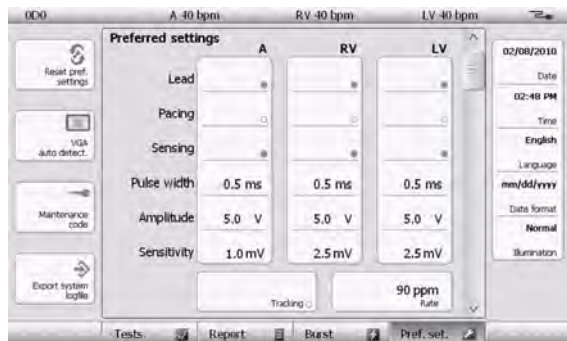 0D0 A 40 bpm RV 40 bpm LV 40 bpm
Preferred settings
A RV LV
Lead
Pacing
Sensing
Pulse width 0.5 ms 0.5 ms 0.5 ms
Amplitude 5.0 V 5.0 V 5.0 V
Sensitivity 1.0 mV 2.5 mV 2.5 mV
Tracking
90 ppm
Rate
Reset pref.
settings
VGA
auto detect.
Maintenance
code
Export system
logfile
02/08/2010
Date
02:48 PM
Time
English
Language
mm/dd/yyyy
Date format
Normal
Illumination
Tests Report Burst Pref. set.